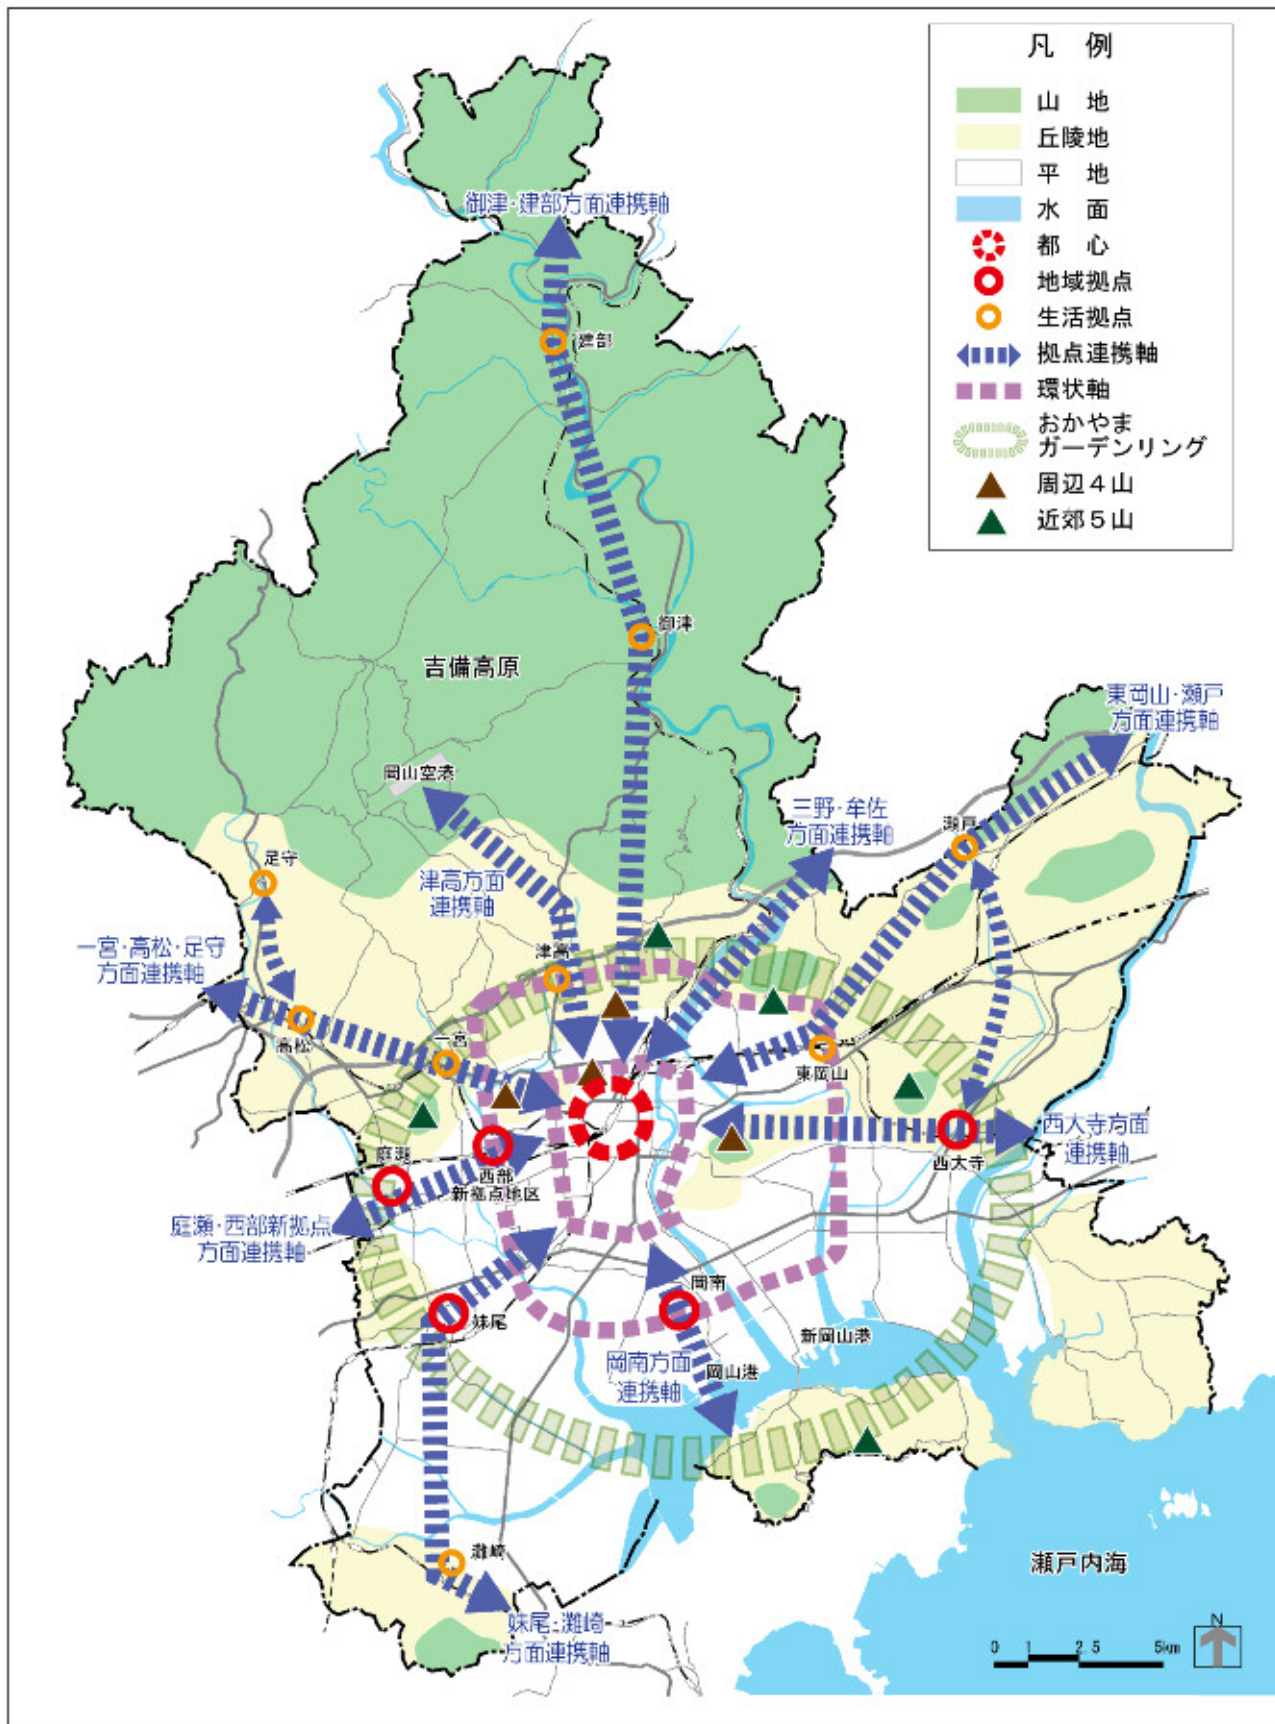 凡 例
山 地
丘陵地
平 地
水 面
都 心
地域拠点
生活拠点
拠点連携軸
環状軸
おかやま
ガーデンリング
周辺4山
近郊5山
御津・建部方面連携軸
建部
御津
吉備高原
東岡山・瀬戸
方面連携軸
岡山空港
三野・牟佐
方面連携軸
瀬戸
足守
津高方面
連携軸
一宮・高松・足守
方面連携軸
津高
高松
一宮
東岡山
西大寺方面
連携軸
庭瀬
西部
新拠点地区
西大寺
庭瀬・西部新拠点
方面連携軸
岡南
妹尾
新岡山港
岡南方面
連携軸
岡山港
灘崎
瀬戸内海
妹尾・灘崎
方面連携軸
N
0 1 2.5 5km